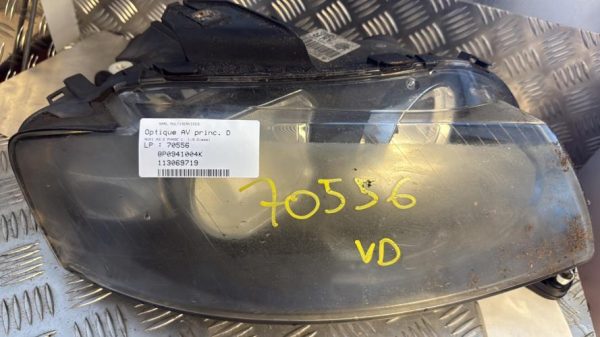 Optique AV princ. D
LP : 70556
8P0941004K
113069719
70556
VD